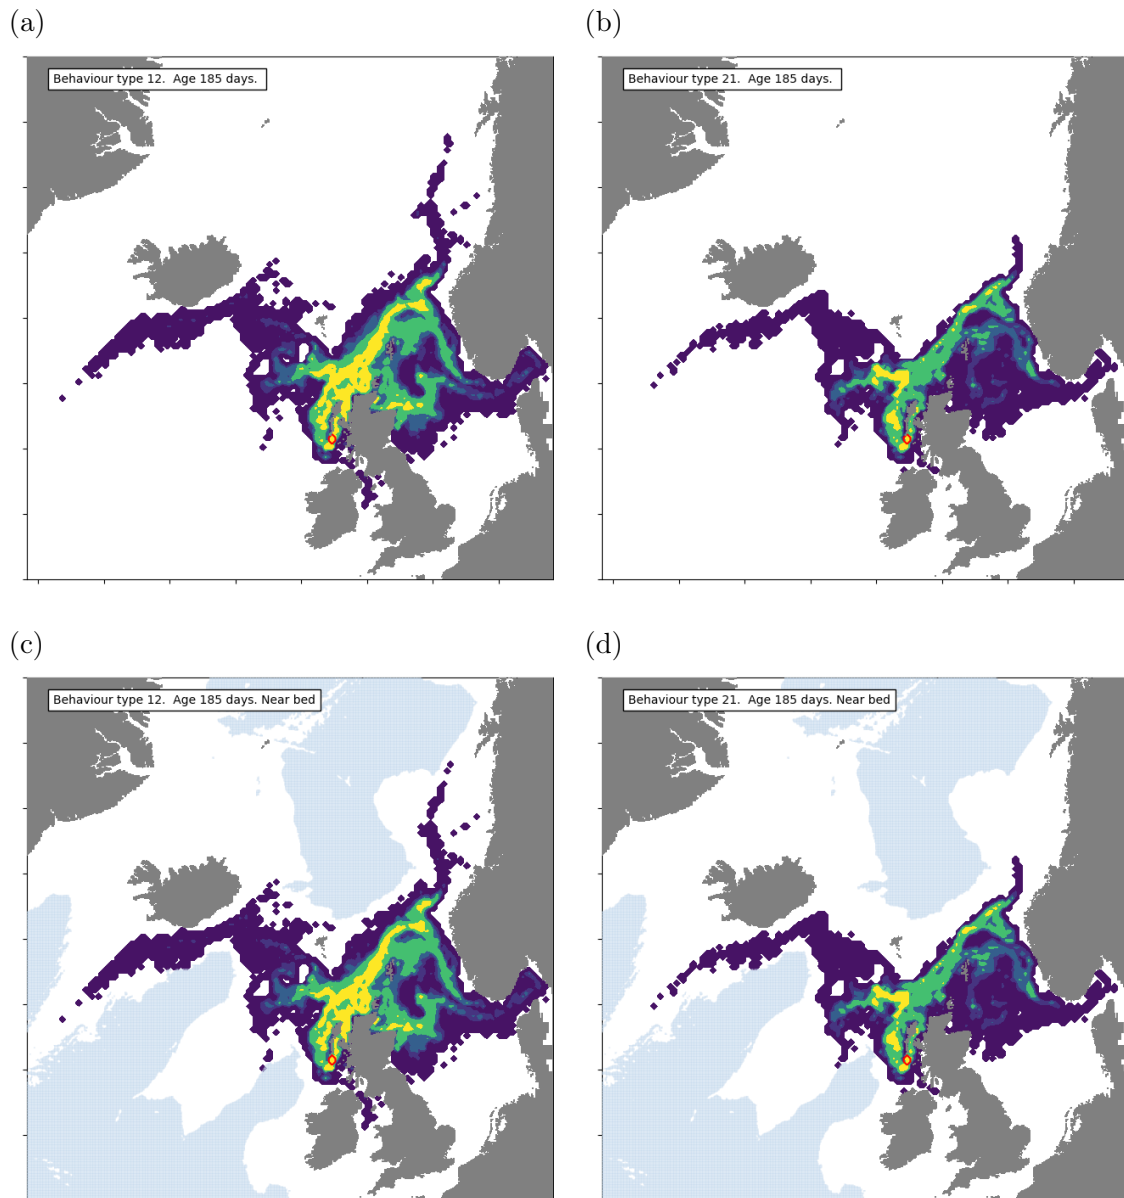 (a)
(b)
Behaviour type 12.  Age 185 days.
Behaviour type 21.  Age 185 days.
(c)
(d)
Behaviour type 12.  Age 185 days. Near bed
Behaviour type 21.  Age 185 days. Near bed